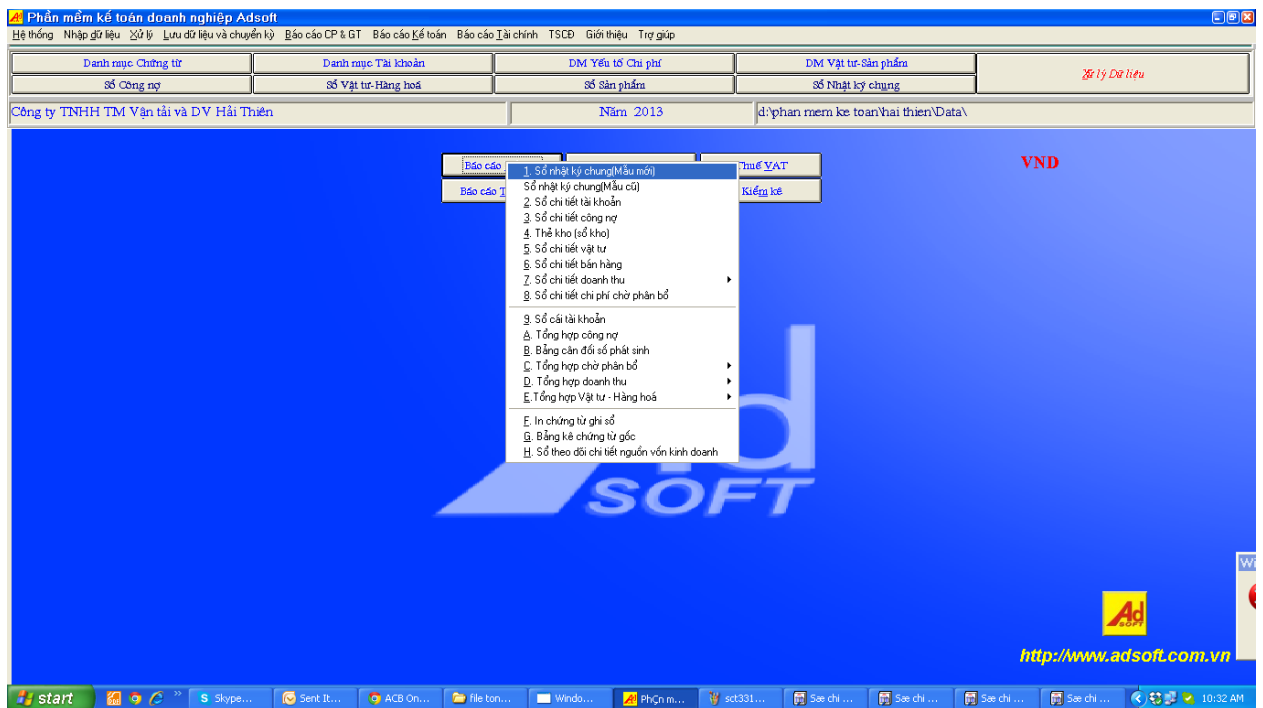 Phần mềm kế toán doanh nghiệp Adsoft
Hệ thống Nhập dữ liệu Xử lý Lưu dữ liệu và chuyển kỳ Báo cáo CP & GT Báo cáo Kế toán Báo cáo Tài chính TSCĐ Giới thiệu Trợ giúp
Danh mục Chứng từ Danh mục Tài khoản DM Yếu tố Chi phí DM Vật tư-Sản phẩm Xử lý Dữ liệu
Sổ Công nợ Sổ Vật tư-Hàng hoá Sổ Sản phẩm Sổ Nhật ký chung
Công ty TNHH TM Vận tải và DV Hải Thiên Năm 2013 d:\phan mem ke toan\hai thien\Data\
Báo cáo Thuế VAT VND
Báo cáo Kiểm kê
1. Sổ nhật ký chung(Mẫu mới)
Sổ nhật ký chung(Mẫu cũ)
2. Sổ chi tiết tài khoản
3. Sổ chi tiết công nợ
4. Thẻ kho (sổ kho)
5. Sổ chi tiết vật tư
6. Sổ chi tiết bán hàng
7. Sổ chi tiết doanh thu
8. Sổ chi tiết chi phí chờ phân bổ
9. Sổ cái tài khoản
A. Tổng hợp công nợ
B. Bảng cân đối số phát sinh
C. Tổng hợp chờ phân bổ
D. Tổng hợp doanh thu
E.Tổng hợp Vật tư - Hàng hoá
F. In chứng từ ghi sổ
G. Bảng kê chứng từ gốc
H. Sổ theo dõi chi tiết nguồn vốn kinh doanh
SOFT
Ad
SOFT
http://www.adsoft.com.vn
start Skype... Sent It... ACB On... file ton... Windo... PhÇn m... sct331... Sæ chi ... Sæ chi ... Sæ chi ... Sæ chi ... 10:32 AM